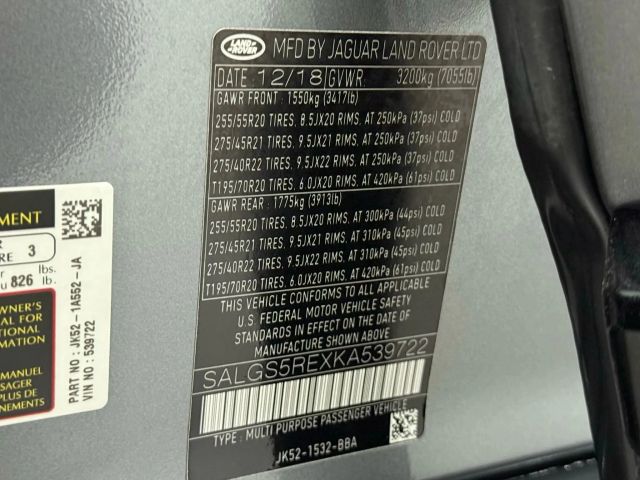 LAND
ROVER
MFD BY JAGUAR LAND ROVER LTD
DATE 12/18 GVWR 3200kg (7055lb)
GAWR FRONT : 1550kg (3417lb)
255/55R20 TIRES, 8.5JX20 RIMS, AT 250kPa (37psi) COLD
275/45R21 TIRES, 9.5JX21 RIMS, AT 250kPa (37psi) COLD
275/40R22 TIRES, 9.5JX22 RIMS, AT 250kPa (37psi) COLD
T195/70R20 TIRES, 6.0JX20 RIMS, AT 420kPa (61psi) COLD
GAWR REAR : 1775kg (3913lb)
255/55R20 TIRES, 8.5JX20 RIMS, AT 300kPa (44psi) COLD
275/45R21 TIRES, 9.5JX21 RIMS, AT 310kPa (45psi) COLD
275/40R22 TIRES, 9.5JX22 RIMS, AT 310kPa (45psi) COLD
T195/70R20 TIRES, 6.0JX20 RIMS, AT 420kPa (61psi) COLD
THIS VEHICLE CONFORMS TO ALL APPLICABLE
U.S. FEDERAL MOTOR VEHICLE SAFETY
STANDARDS IN EFFECT ON THE DATE OF
MANUFACTURE SHOWN ABOVE
SALGS5REXKA539722
TYPE : MULTI PURPOSE PASSENGER VEHICLE
JK52-1532-BBA
EMENT
R
RE 3
or lbs.
u 826 lb.
WNER'S
AL FOR
TIONAL
MATION
MANUEL
SAGER
PLUS DE
NEMENTS
PART NO : JK52-1A552-JA
VIN NO : 539722